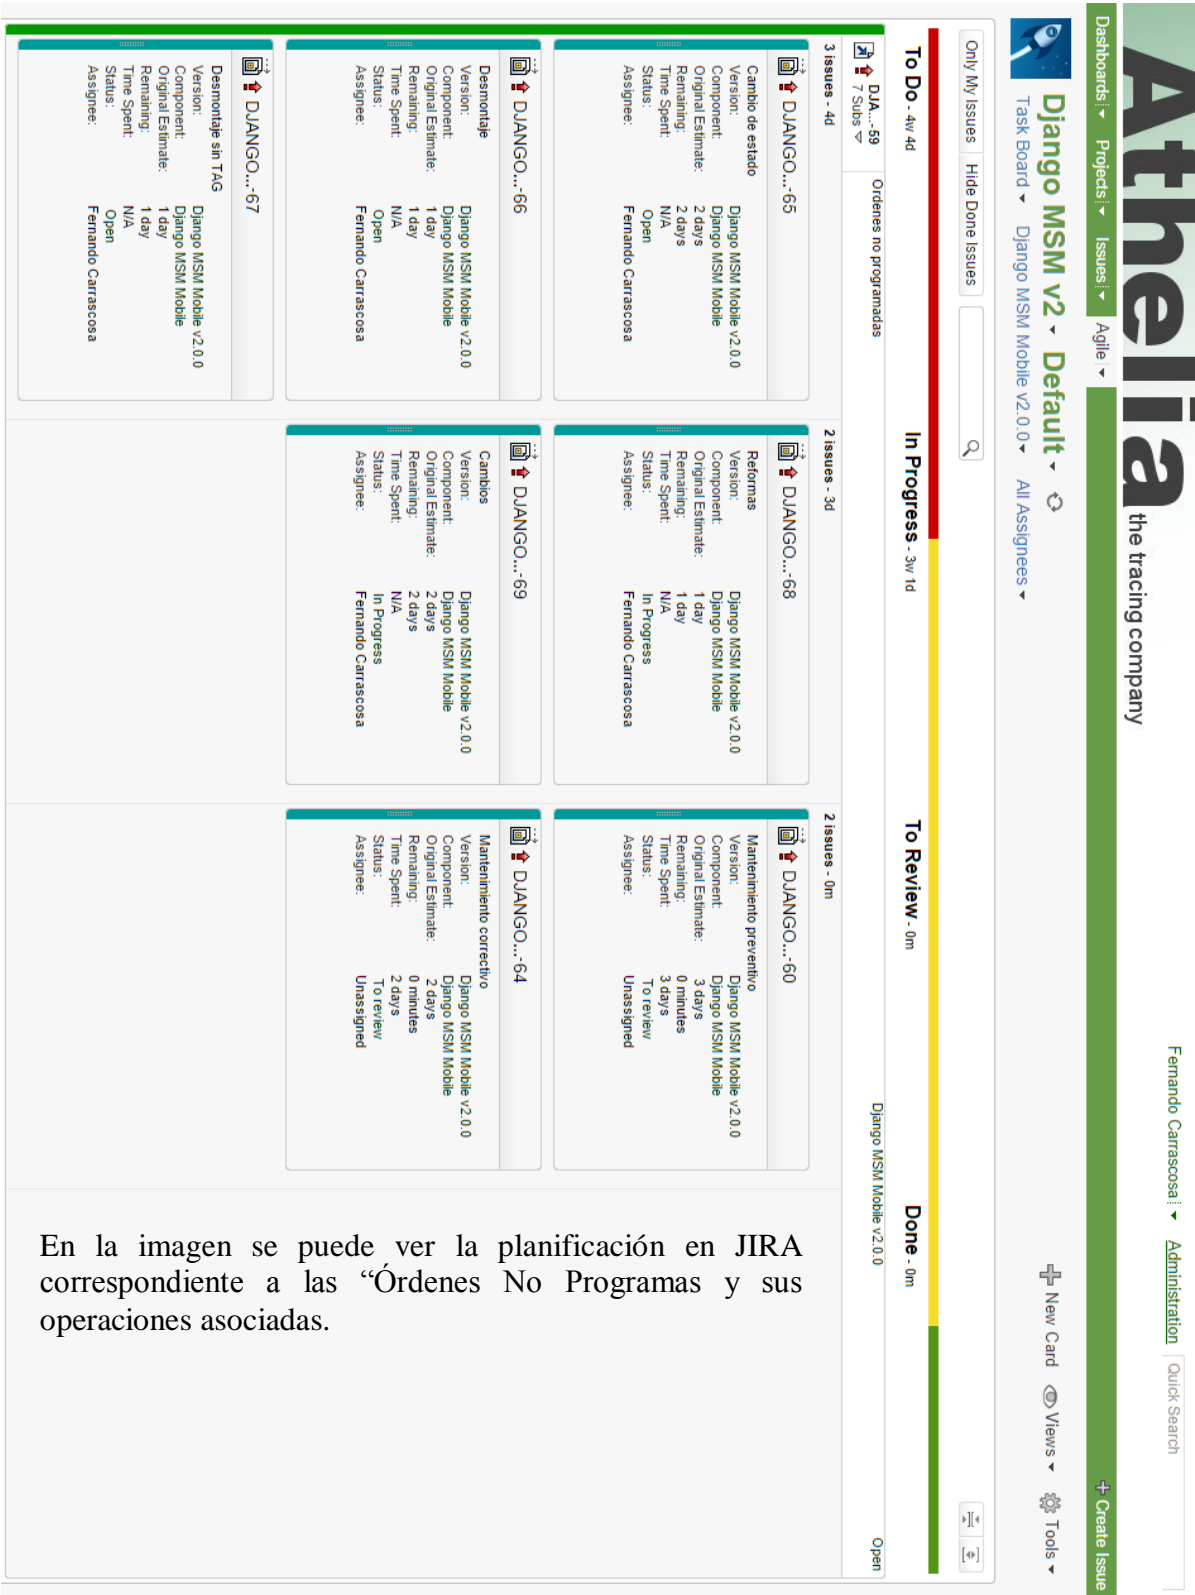 Athelia the tracing company
Fernando Carrascosa Administration Quick Search
Dashboards Projects Issues Agile + Create Issue
Django MSM v2 Default
Task Board Django MSM Mobile v2.0.0 All Assignees
New Card Views Tools
Only My Issues Hide Done Issues
To Do - 4w 4d In Progress - 3w 1d To Review - 0m Done - 0m
DJA...-59 Ordenes no programadas Django MSM Mobile v2.0.0 Open
7 Subs
3 issues - 4d 2 issues - 3d 2 issues - 0m
DJANGO...-65
Cambio de estado
Version: Django MSM Mobile v2.0.0
Component: Django MSM Mobile
Original Estimate: 2 days
Remaining: 2 days
Time Spent: N/A
Status: Open
Assignee: Fernando Carrascosa
DJANGO...-66
Desmontaje
Version: Django MSM Mobile v2.0.0
Component: Django MSM Mobile
Original Estimate: 1 day
Remaining: 1 day
Time Spent: N/A
Status: Open
Assignee: Fernando Carrascosa
DJANGO...-67
Desmontaje sin TAG
Version: Django MSM Mobile v2.0.0
Component: Django MSM Mobile
Original Estimate: 1 day
Remaining: 1 day
Time Spent: N/A
Status: Open
Assignee: Fernando Carrascosa
DJANGO...-68
Reformas
Version: Django MSM Mobile v2.0.0
Component: Django MSM Mobile
Original Estimate: 1 day
Remaining: 1 day
Time Spent: N/A
Status: In Progress
Assignee: Fernando Carrascosa
DJANGO...-69
Cambios
Version: Django MSM Mobile v2.0.0
Component: Django MSM Mobile
Original Estimate: 2 days
Remaining: 2 days
Time Spent: N/A
Status: In Progress
Assignee: Fernando Carrascosa
DJANGO...-60
Mantenimiento preventivo
Version: Django MSM Mobile v2.0.0
Component: Django MSM Mobile
Original Estimate: 3 days
Remaining: 0 minutes
Time Spent: 3 days
Status: To review
Assignee: Unassigned
DJANGO...-64
Mantenimiento correctivo
Version: Django MSM Mobile v2.0.0
Component: Django MSM Mobile
Original Estimate: 2 days
Remaining: 0 minutes
Time Spent: 2 days
Status: To review
Assignee: Unassigned
En la imagen se puede ver la planificación en JIRA
correspondiente a las “Órdenes No Programas y sus
operaciones asociadas.